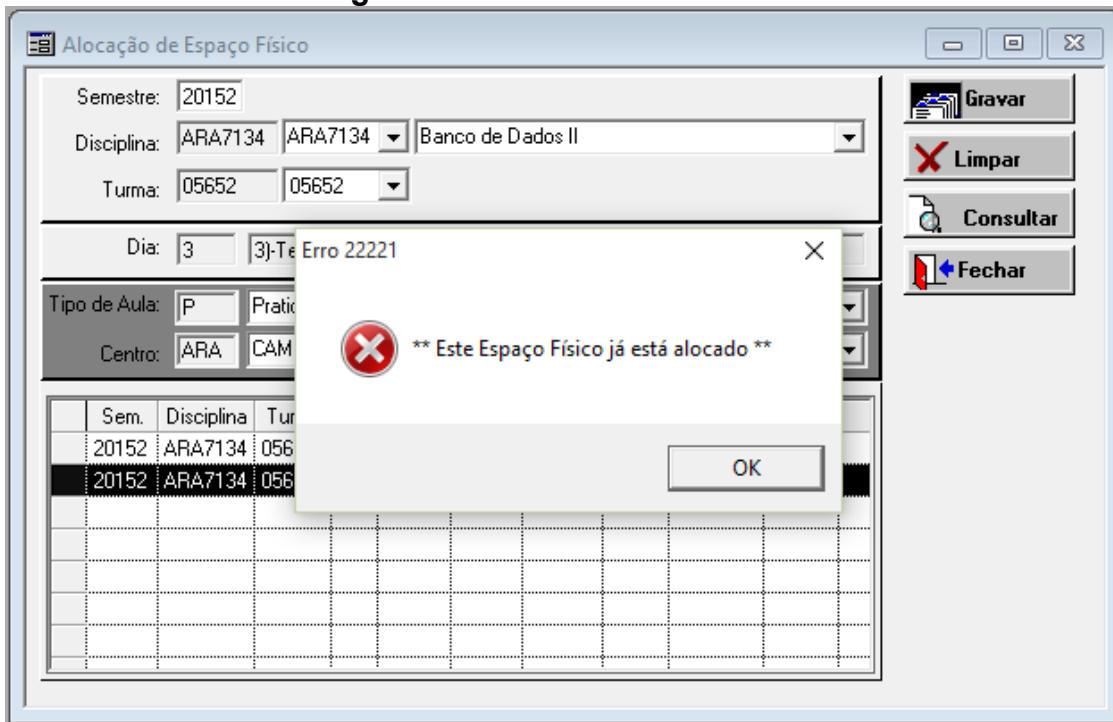 g
Alocação de Espaço Físico
Semestre: 20152
Gravar
Disciplina: ARA7134 ARA7134 Banco de Dados II
Limpar
Turma: 05652 05652
Consultar
Dia: 3 3)-Te
Fechar
Erro 22221
Tipo de Aula: P Pratic
** Este Espaço Físico já está alocado **
Centro: ARA CAM
Sem. Disciplina Tur
20152 ARA7134 056
20152 ARA7134 056
OK